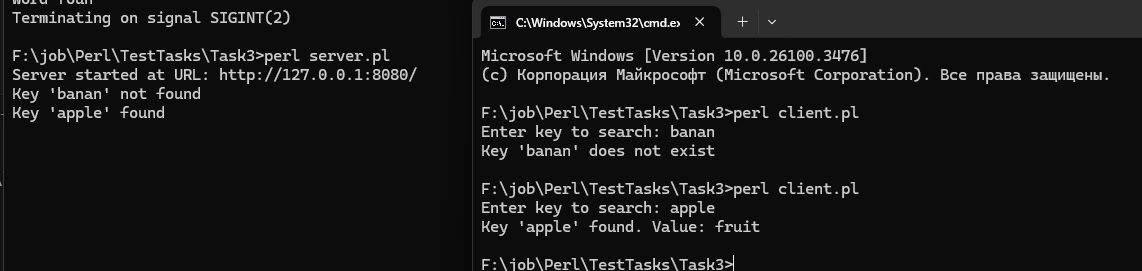 Terminating on signal SIGINT(2)
F:\job\Perl\TestTasks\Task3>perl server.pl
Server started at URL: http://127.0.0.1:8080/
Key 'banan' not found
Key 'apple' found
C:\Windows\System32\cmd.ex
Microsoft Windows [Version 10.0.26100.3476]
(c) Корпорация Майкрософт (Microsoft Corporation). Все права защищены.
F:\job\Perl\TestTasks\Task3>perl client.pl
Enter key to search: banan
Key 'banan' does not exist
F:\job\Perl\TestTasks\Task3>perl client.pl
Enter key to search: apple
Key 'apple' found. Value: fruit
F:\job\Perl\TestTasks\Task3>